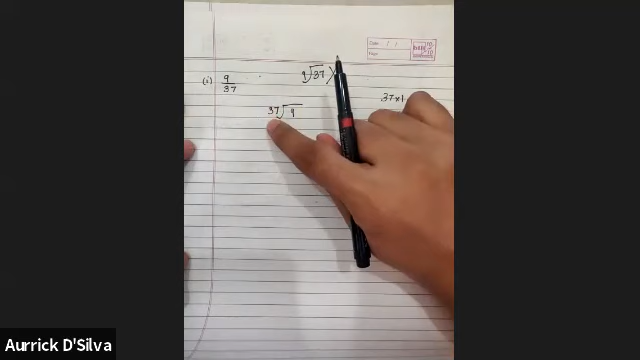 Date: / /
Page:
(i) 9/37
9⟌37
37⟌9
37×1
Aurrick D'Silva